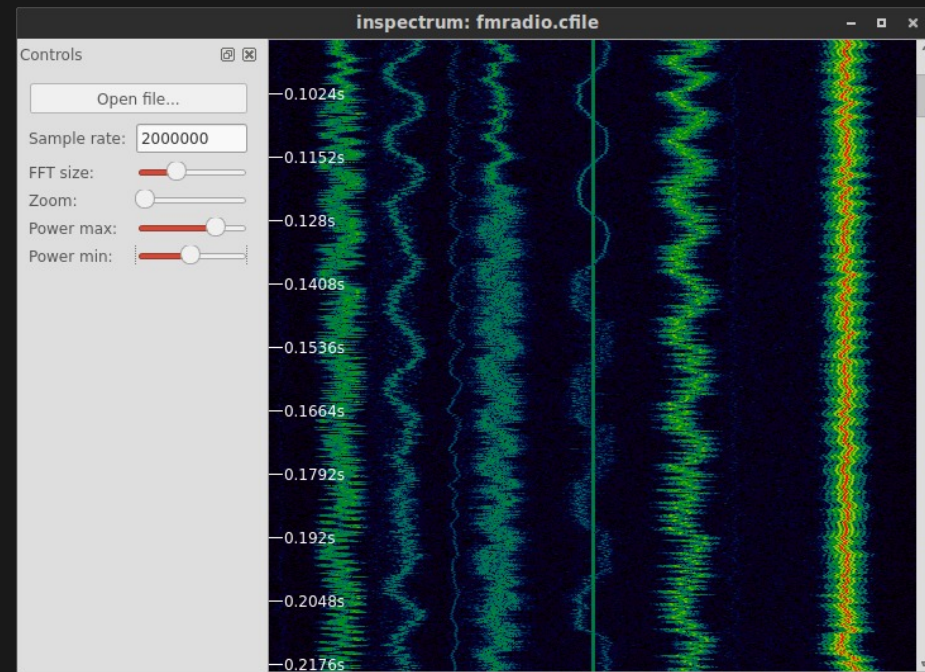 inspectrum: fmradio.cfile
Controls
Open file...
Sample rate: 2000000
FFT size:
Zoom:
Power max:
Power min:
0.1024s
0.1152s
0.128s
0.1408s
0.1536s
0.1664s
0.1792s
0.192s
0.2048s
0.2176s